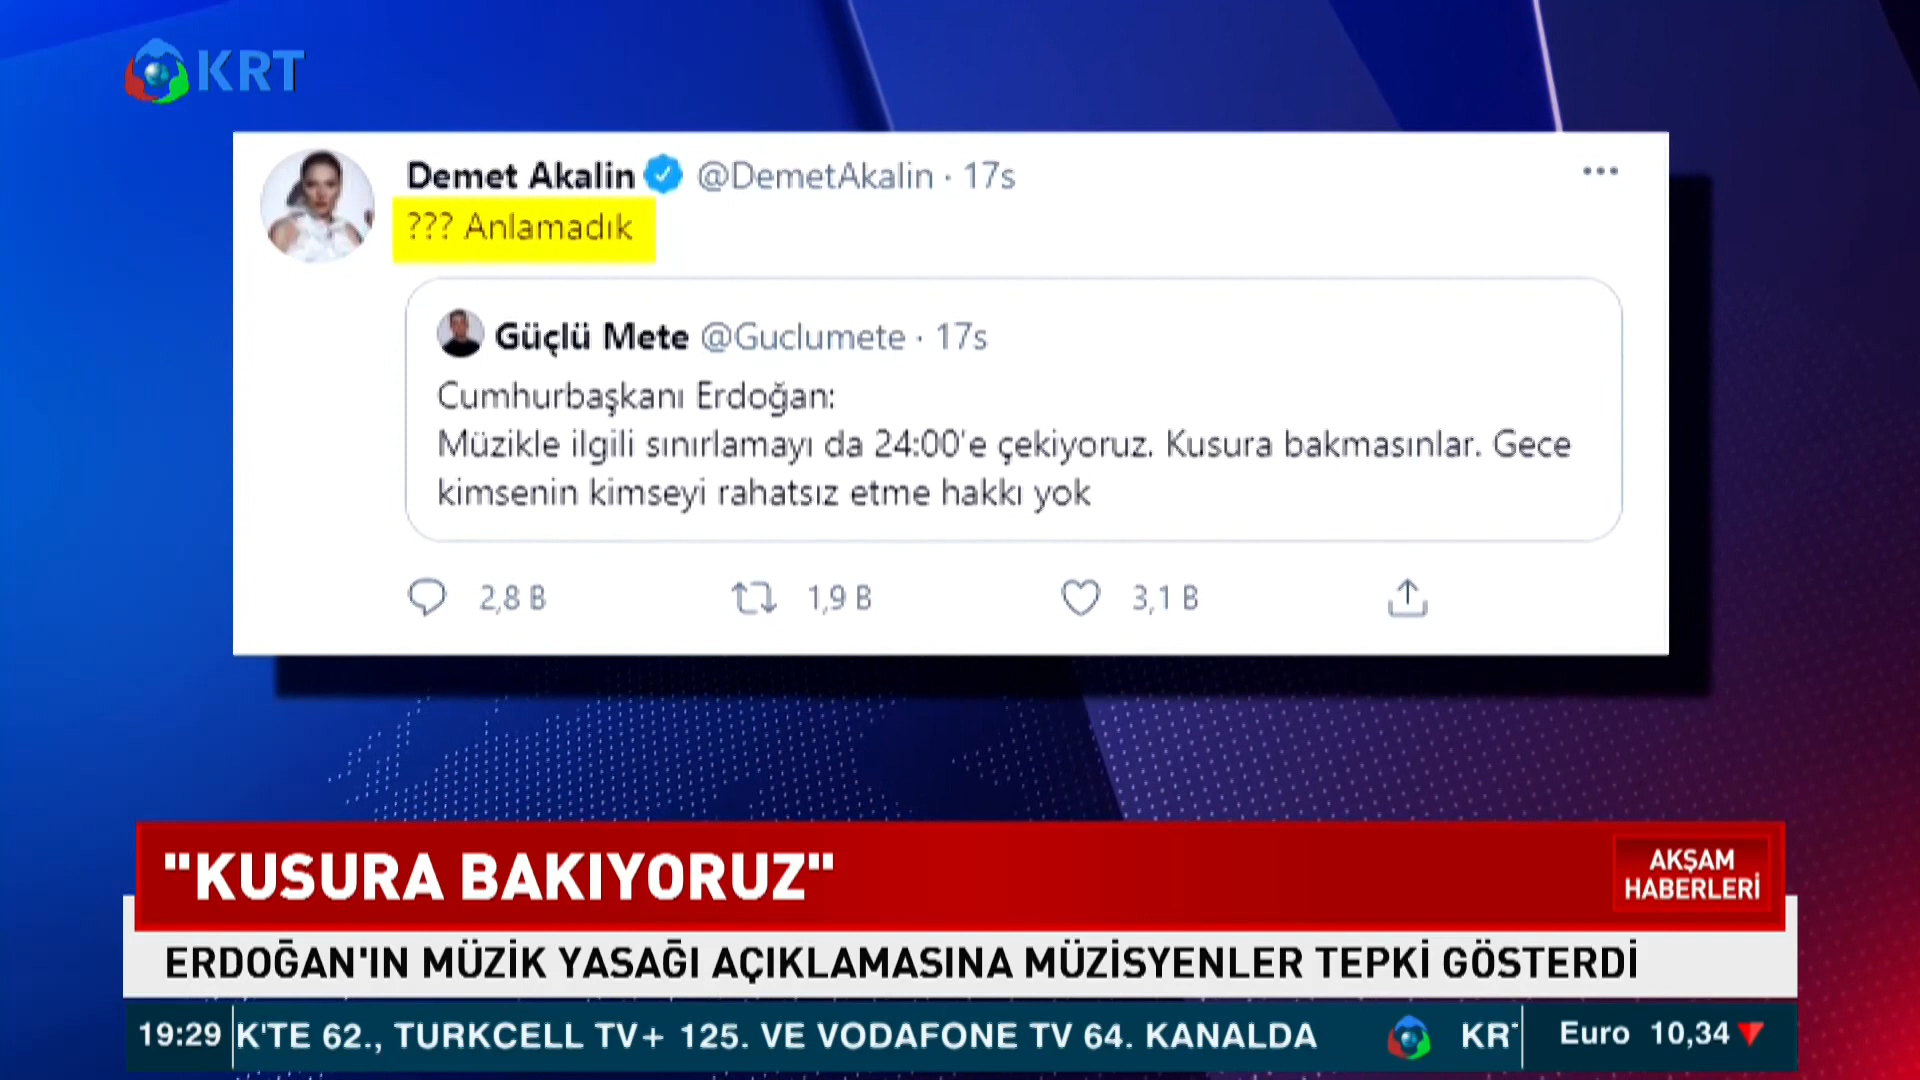 KRT
Demet Akalin @DemetAkalin · 17s
??? Anlamadık
Güçlü Mete @Guclumete · 17s
Cumhurbaşkanı Erdoğan:
Müzikle ilgili sınırlamayı da 24:00'e çekiyoruz. Kusura bakmasınlar. Gece
kimsenin kimseyi rahatsız etme hakkı yok
2,8 B 1,9 B 3,1 B
"KUSURA BAKIYORUZ"
AKŞAM
HABERLERİ
ERDOĞAN'IN MÜZİK YASAĞI AÇIKLAMASINA MÜZİSYENLER TEPKİ GÖSTERDİ
19:29 K'TE 62., TURKCELL TV+ 125. VE VODAFONE TV 64. KANALDA KR Euro 10,34